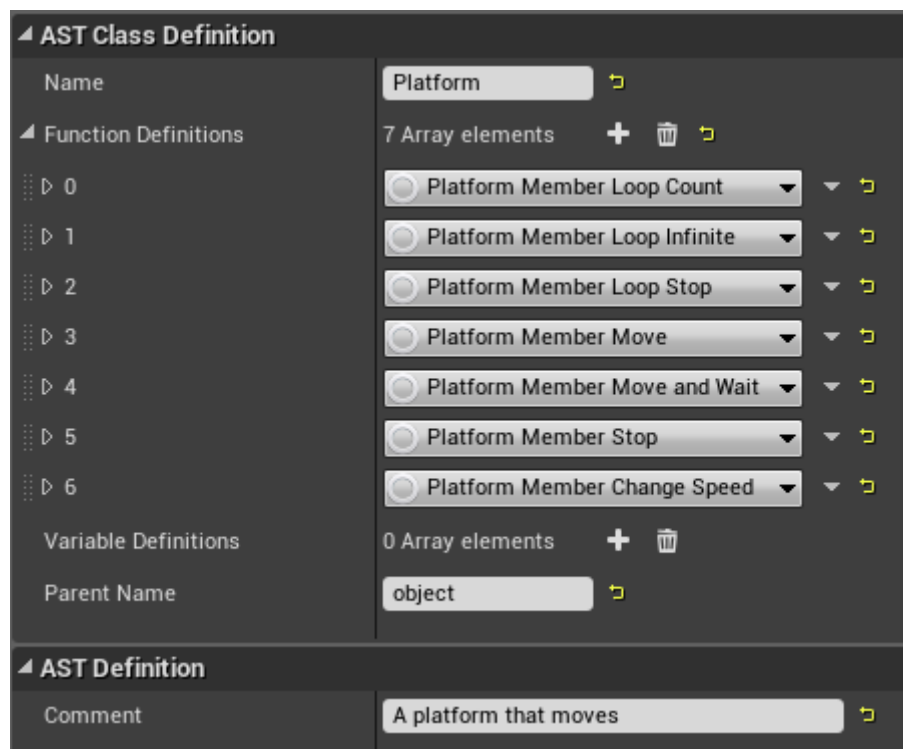 AST Class Definition
Name Platform
Function Definitions 7 Array elements
0 Platform Member Loop Count
1 Platform Member Loop Infinite
2 Platform Member Loop Stop
3 Platform Member Move
4 Platform Member Move and Wait
5 Platform Member Stop
6 Platform Member Change Speed
Variable Definitions 0 Array elements
Parent Name object
AST Definition
Comment A platform that moves